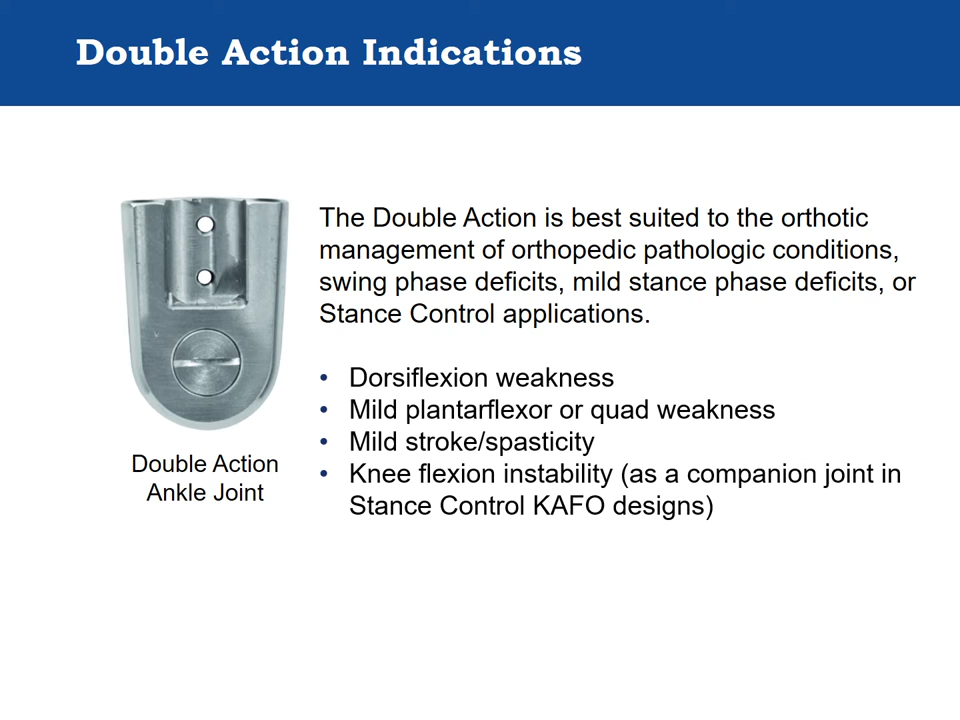 Double Action Indications
The Double Action is best suited to the orthotic
management of orthopedic pathologic conditions,
swing phase deficits, mild stance phase deficits, or
Stance Control applications.
• Dorsiflexion weakness
• Mild plantarflexor or quad weakness
• Mild stroke/spasticity
• Knee flexion instability (as a companion joint in
Stance Control KAFO designs)
Double Action
Ankle Joint